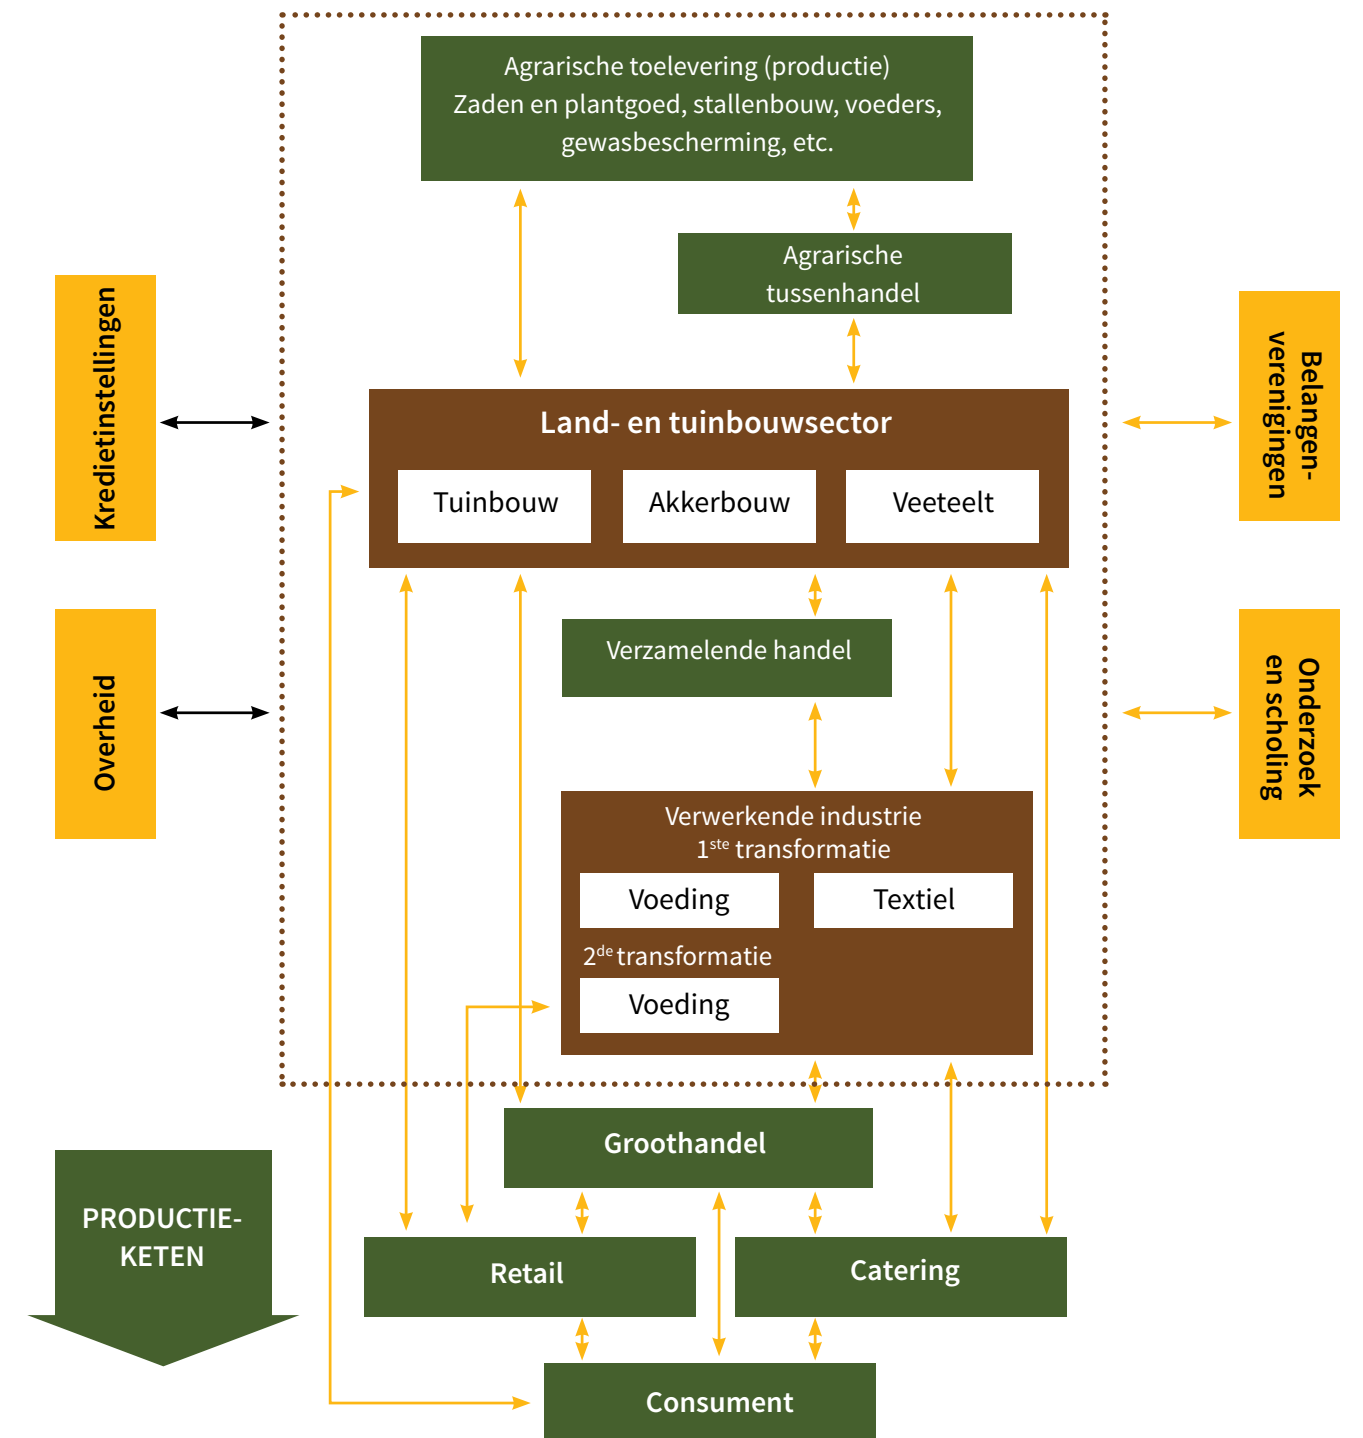 Agrarische toelevering (productie)
Zaden en plantgoed, stallenbouw, voeders,
gewasbescherming, etc.
Agrarische
tussenhandel
Kredietinstellingen
Belangen-
verenigingen
Land- en tuinbouwsector
Tuinbouw
Akkerbouw
Veeteelt
Overheid
Onderzoek
en scholing
Verzamelende handel
Verwerkende industrie
1ste transformatie
Voeding
Textiel
2de transformatie
Voeding
Groothandel
PRODUCTIE-
KETEN
Retail
Catering
Consument